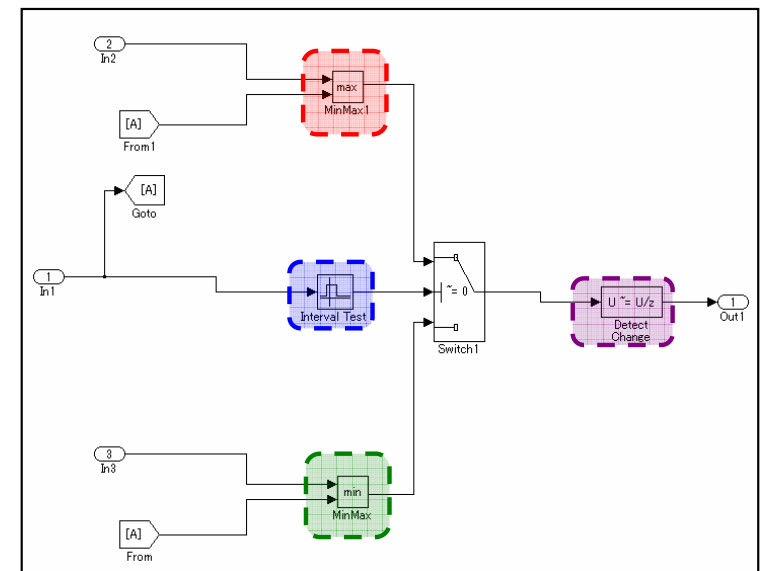 2
In2
max
MinMax1
[A]
From1
[A]
Goto
1
In1
Interval Test
~= 0
Switch1
U ~= U/z
Detect
Change
1
Out1
3
In3
min
MinMax
[A]
From